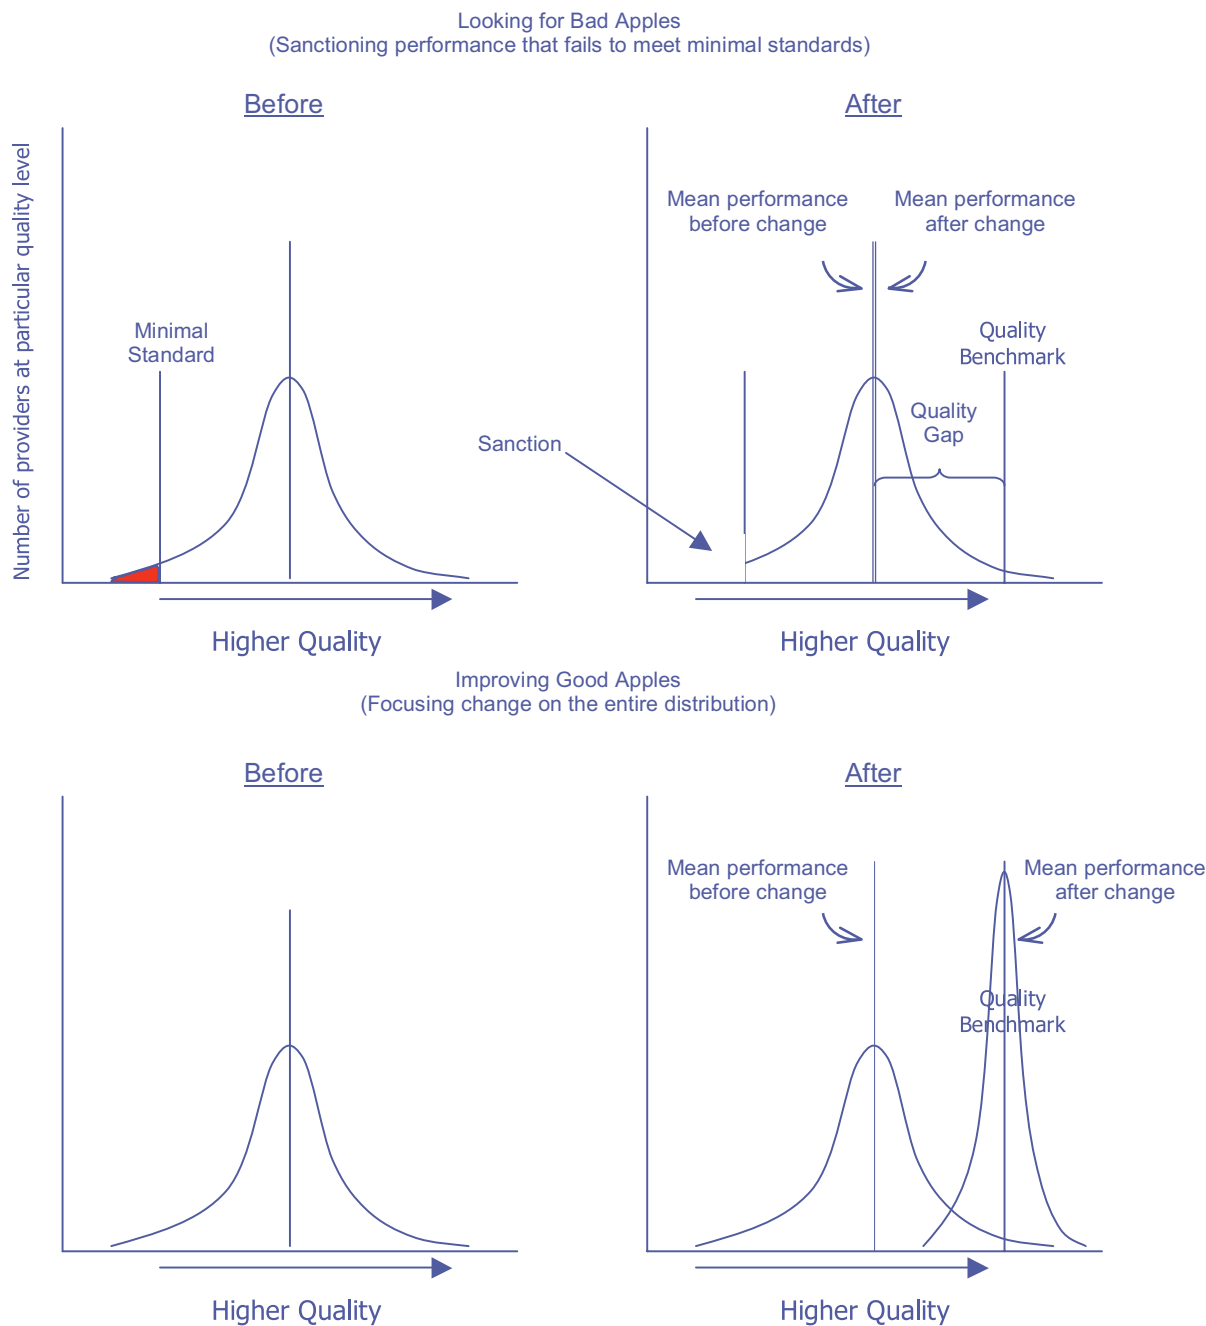 Looking for Bad Apples
(Sanctioning performance that fails to meet minimal standards)
Before
After
Number of providers at particular quality level
Mean performance
before change
Mean performance
after change
Minimal
Standard
Quality
Benchmark
Quality
Gap
Sanction
Higher Quality
Higher Quality
Improving Good Apples
(Focusing change on the entire distribution)
Before
After
Mean performance
before change
Mean performance
after change
Quality
Benchmark
Higher Quality
Higher Quality